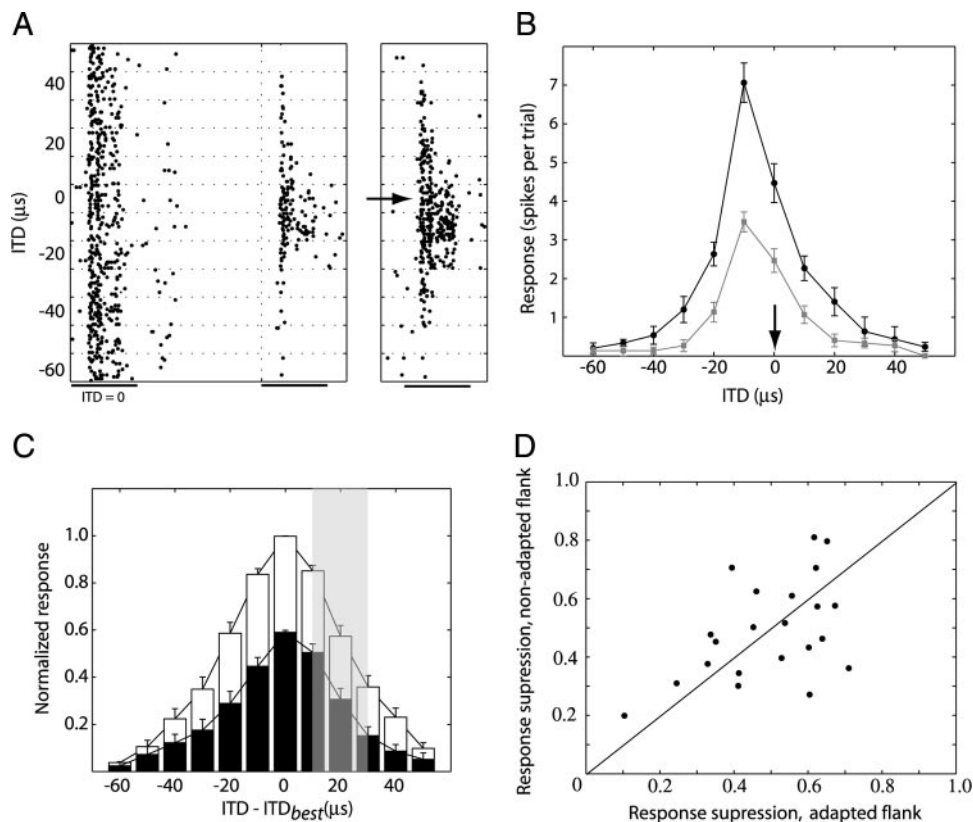 A
40
20
0
-20
-40
-60
ITD (µs)
ITD = 0
B
7
6
5
4
3
2
1
Response (spikes per trial)
-60 -40 -20 0 20 40
ITD (µs)
C
1.0
0.8
0.6
0.4
0.2
Normalized response
-60 -40 -20 0 20 40
ITD - ITDbest(µs)
D
1.0
0.8
0.6
0.4
0.2
Response supression, non-adapted flank
0 0.2 0.4 0.6 0.8 1.0
Response supression, adapted flank